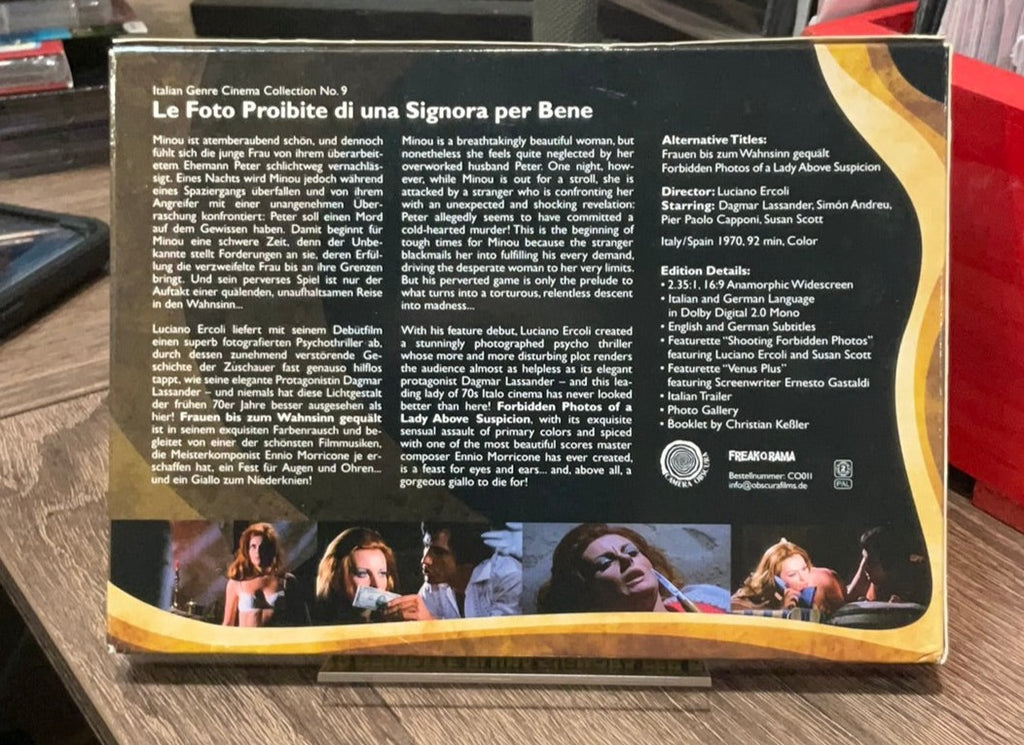 Italian Genre Cinema Collection No. 9
Le Foto Proibite di una Signora per Bene
Minou ist atemberaubend schön, und dennoch
fühlt sich die junge Frau von ihrem überarbeit-
etem Ehemann Peter schlichtweg vernachläs-
sigt. Eines Nachts wird Minou jedoch während
eines Spaziergangs überfallen und von ihrem
Angreifer mit einer unangenehmen Über-
raschung konfrontiert: Peter soll einen Mord
auf dem Gewissen haben. Damit beginnt für
Minou eine schwere Zeit, denn der Unbe-
kannte stellt Forderungen an sie, deren Erfül-
lung die verzweifelte Frau bis an ihre Grenzen
bringt. Und sein perverses Spiel ist nur der
Auftakt einer quälenden, unaufhaltsamen Reise
in den Wahnsinn...
Luciano Ercoli liefert mit seinem Debütfilm
einen superb fotografierten Psychothriller ab,
durch dessen zunehmend verstörende Ge-
schichte der Zuschauer fast genauso hilflos
tappt, wie seine elegante Protagonistin Dagmar
Lassander – und niemals hat diese Lichtgestalt
der frühen 70er Jahre besser ausgesehen als
hier! Frauen bis zum Wahnsinn gequält
ist in seinem exquisiten Farbenrausch und be-
gleitet von einer der schönsten Filmmusiken,
die Meisterkomponist Ennio Morricone je er-
schaffen hat, ein Fest für Augen und Ohren...
und ein Giallo zum Niederknien!
Minou is a breathtakingly beautiful woman, but
nonetheless she feels quite neglected by her
overworked husband Peter. One night, how-
ever, while Minou is out for a stroll, she is
attacked by a stranger who is confronting her
with an unexpected and shocking revelation:
Peter allegedly seems to have committed a
cold-hearted murder! This is the beginning of
tough times for Minou because the stranger
blackmails her into fulfilling his every demand,
driving the desperate woman to her very limits.
But his perverted game is only the prelude to
what turns into a torturous, relentless descent
into madness...
With his feature debut, Luciano Ercoli created
a stunningly photographed psycho thriller
whose more and more disturbing plot renders
the audience almost as helpless as its elegant
protagonist Dagmar Lassander – and this lea-
ding lady of 70s Italo cinema has never looked
better than here! Forbidden Photos of a
Lady Above Suspicion, with its exquisite
sensual assault of primary colors and spiced
with one of the most beautiful scores master
composer Ennio Morricone has ever created,
is a feast for eyes and ears... and, above all, a
gorgeous giallo to die for!
Alternative Titles:
Frauen bis zum Wahnsinn gequält
Forbidden Photos of a Lady Above Suspicion
Director: Luciano Ercoli
Starring: Dagmar Lassander, Simón Andreu,
Pier Paolo Capponi, Susan Scott
Italy/Spain 1970, 92 min, Color
Edition Details:
• 2.35:1, 16:9 Anamorphic Widescreen
• Italian and German Language
in Dolby Digital 2.0 Mono
• English and German Subtitles
• Featurette "Shooting Forbidden Photos"
featuring Luciano Ercoli and Susan Scott
• Featurette "Venus Plus"
featuring Screenwriter Ernesto Gastaldi
• Italian Trailer
• Photo Gallery
• Booklet by Christian Keßler
CAMERA OBSCURA
FREAKORAMA
Bestellnummer: CO011
info@obscurafilms.de
2
PAL